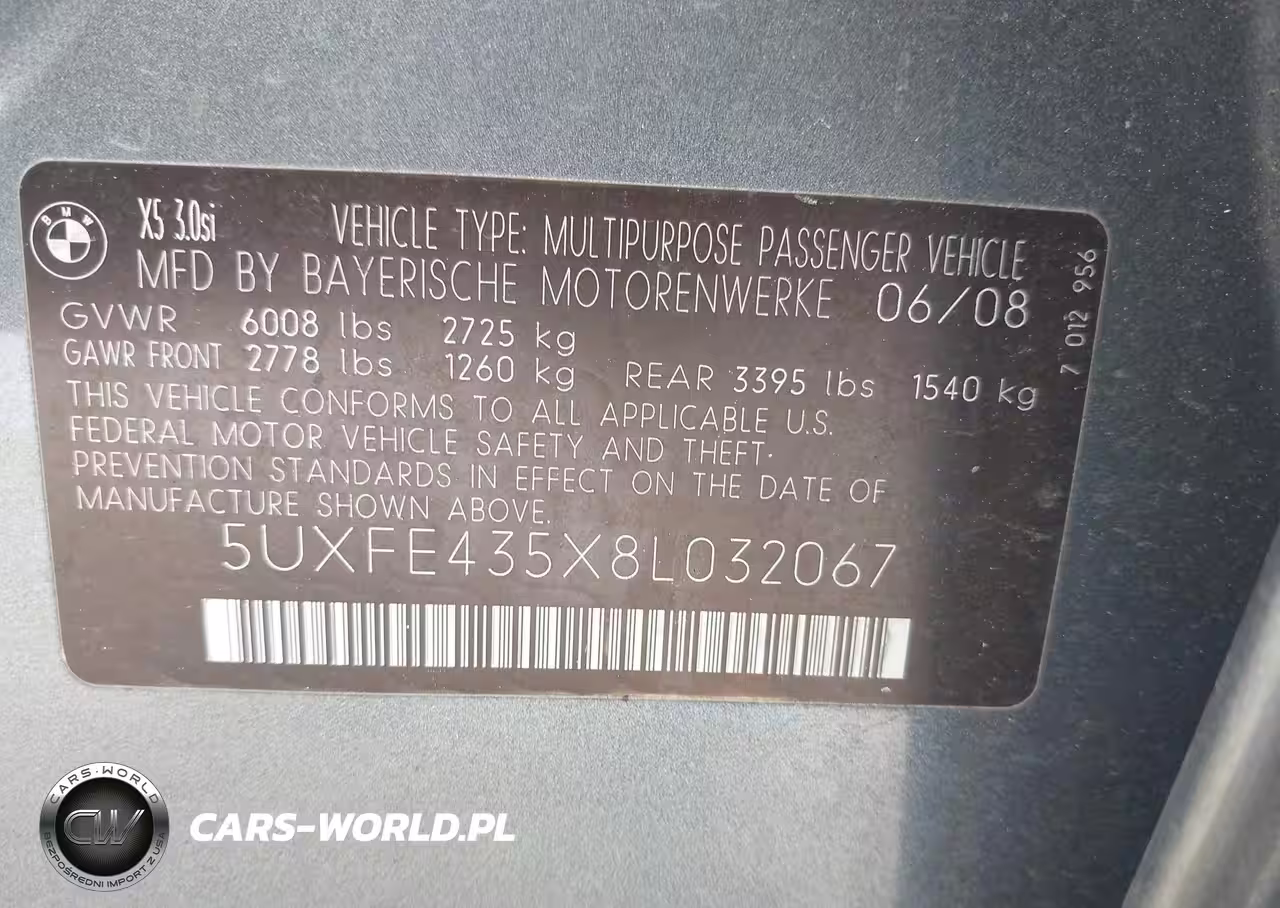 BMW
X5 3.0si
VEHICLE TYPE: MULTIPURPOSE PASSENGER VEHICLE
MFD BY BAYERISCHE MOTORENWERKE 06/08
GVWR 6008 lbs 2725 kg
GAWR FRONT 2778 lbs 1260 kg REAR 3395 lbs 1540 kg
THIS VEHICLE CONFORMS TO ALL APPLICABLE U.S.
FEDERAL MOTOR VEHICLE SAFETY AND THEFT.
PREVENTION STANDARDS IN EFFECT ON THE DATE OF
MANUFACTURE SHOWN ABOVE.
5UXFE435X8L032067
7 012 956
CARS-WORLD
CW
BEZPOŚREDNI IMPORT Z USA
CARS-WORLD.PL